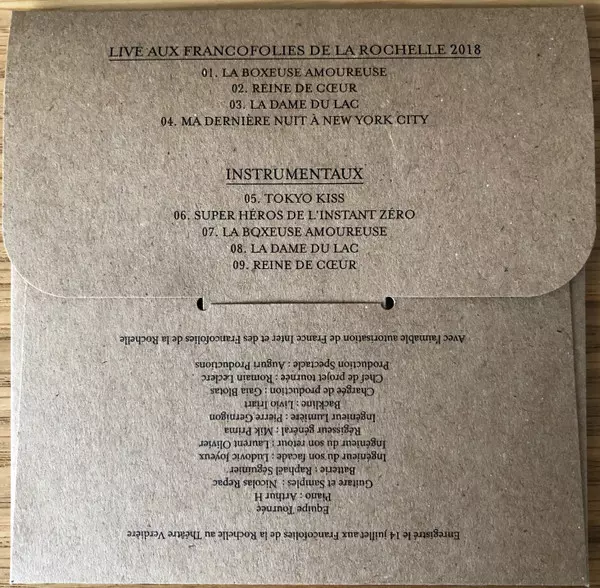 LIVE AUX FRANCOFOLIES DE LA ROCHELLE 2018
01. LA BOXEUSE AMOUREUSE
02. REINE DE CŒUR
03. LA DAME DU LAC
04. MA DERNIÈRE NUIT À NEW YORK CITY
INSTRUMENTAUX
05. TOKYO KISS
06. SUPER HÉROS DE L'INSTANT ZÉRO
07. LA BOXEUSE AMOUREUSE
08. LA DAME DU LAC
09. REINE DE CŒUR
Enregistré le 14 juillet aux Francofolies de la Rochelle au Théâtre Verdière
Equipe Tournée
Piano : Arthur H
Guitare et Samples : Nicolas Repac
Batterie : Raphaël Séguinier
Ingénieur du son facade : Ludovic Joyeux
Ingénieur du son retour : Laurent Olivier
Régisseur général : Mik Prima
Ingénieur Lumière : Pierre Gernigon
Backline : Livio Iriart
Chargée de production : Gaia Blotas
Chef de projet tournée : Romain Leclerc
Production Spectacle : Auguri Productions
Avec l'aimable autorisation de France Inter et des Francofolies de la Rochelle